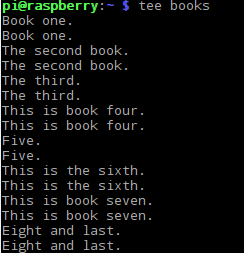 pi@raspberry:~ $ tee books
Book one.
Book one.
The second book.
The second book.
The third.
The third.
This is book four.
This is book four.
Five.
Five.
This is the sixth.
This is the sixth.
This is book seven.
This is book seven.
Eight and last.
Eight and last.